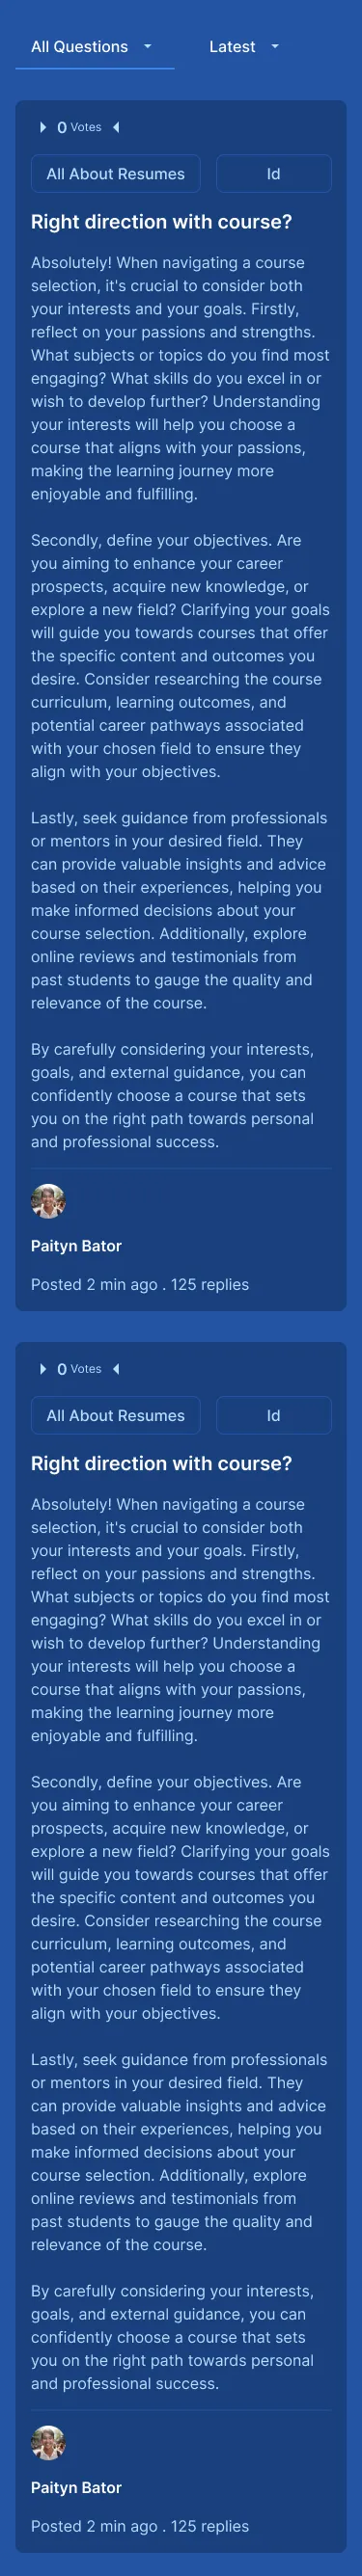 All Questions
Latest
0 Votes
All About Resumes
Id
Right direction with course?
Absolutely! When navigating a course
selection, it's crucial to consider both
your interests and your goals. Firstly,
reflect on your passions and strengths.
What subjects or topics do you find most
engaging? What skills do you excel in or
wish to develop further? Understanding
your interests will help you choose a
course that aligns with your passions,
making the learning journey more
enjoyable and fulfilling.
Secondly, define your objectives. Are
you aiming to enhance your career
prospects, acquire new knowledge, or
explore a new field? Clarifying your goals
will guide you towards courses that offer
the specific content and outcomes you
desire. Consider researching the course
curriculum, learning outcomes, and
potential career pathways associated
with your chosen field to ensure they
align with your objectives.
Lastly, seek guidance from professionals
or mentors in your desired field. They
can provide valuable insights and advice
based on their experiences, helping you
make informed decisions about your
course selection. Additionally, explore
online reviews and testimonials from
past students to gauge the quality and
relevance of the course.
By carefully considering your interests,
goals, and external guidance, you can
confidently choose a course that sets
you on the right path towards personal
and professional success.
Paityn Bator
Posted 2 min ago . 125 replies
0 Votes
All About Resumes
Id
Right direction with course?
Absolutely! When navigating a course
selection, it's crucial to consider both
your interests and your goals. Firstly,
reflect on your passions and strengths.
What subjects or topics do you find most
engaging? What skills do you excel in or
wish to develop further? Understanding
your interests will help you choose a
course that aligns with your passions,
making the learning journey more
enjoyable and fulfilling.
Secondly, define your objectives. Are
you aiming to enhance your career
prospects, acquire new knowledge, or
explore a new field? Clarifying your goals
will guide you towards courses that offer
the specific content and outcomes you
desire. Consider researching the course
curriculum, learning outcomes, and
potential career pathways associated
with your chosen field to ensure they
align with your objectives.
Lastly, seek guidance from professionals
or mentors in your desired field. They
can provide valuable insights and advice
based on their experiences, helping you
make informed decisions about your
course selection. Additionally, explore
online reviews and testimonials from
past students to gauge the quality and
relevance of the course.
By carefully considering your interests,
goals, and external guidance, you can
confidently choose a course that sets
you on the right path towards personal
and professional success.
Paityn Bator
Posted 2 min ago . 125 replies